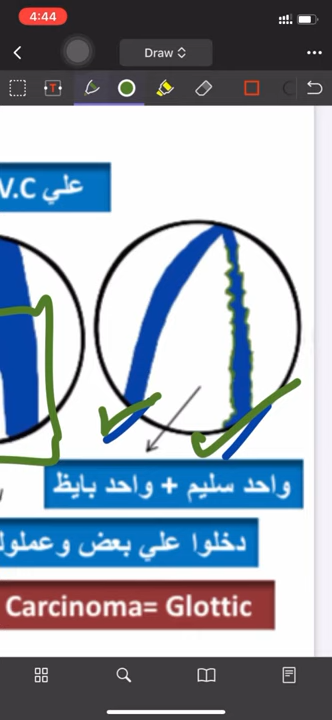 4:44
Draw
T
علي V.C
واحد سليم + واحد بايظ
دخلوا علي بعض وعملوا
Carcinoma= Glottic